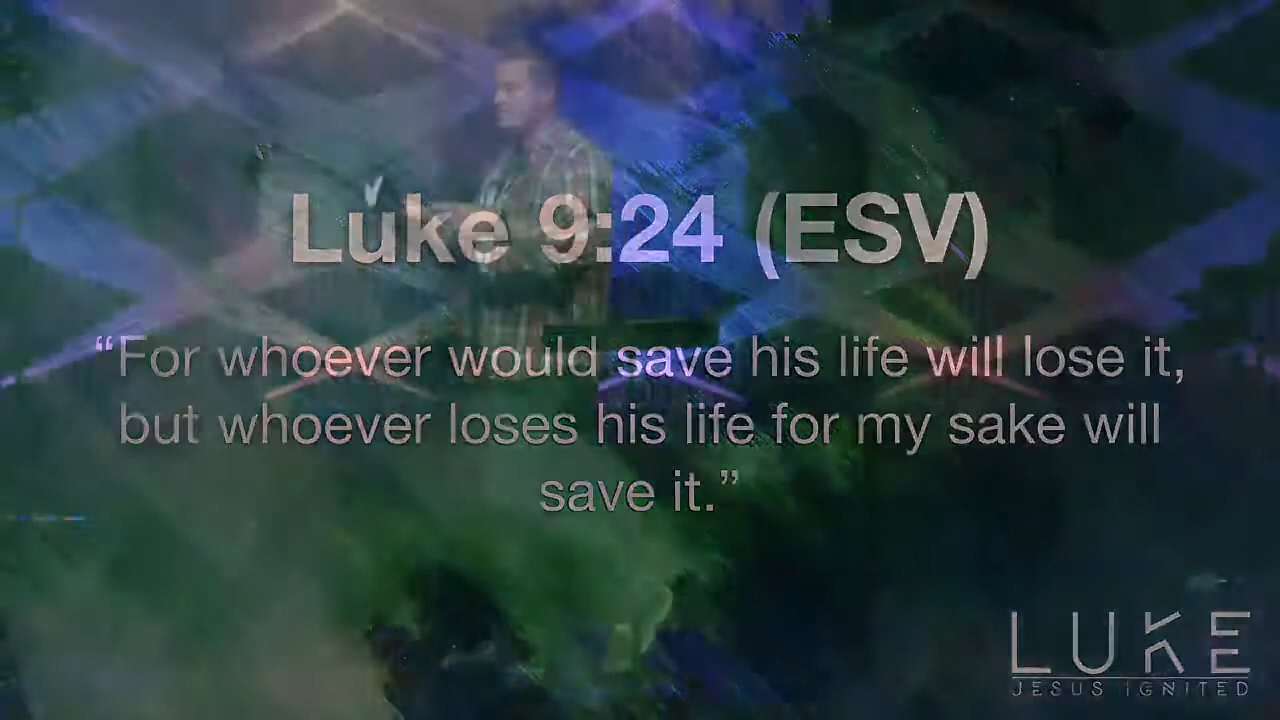 Luke 9:24 (ESV)
“For whoever would save his life will lose it,
but whoever loses his life for my sake will
save it.”
LUKE
JESUS IGNITED